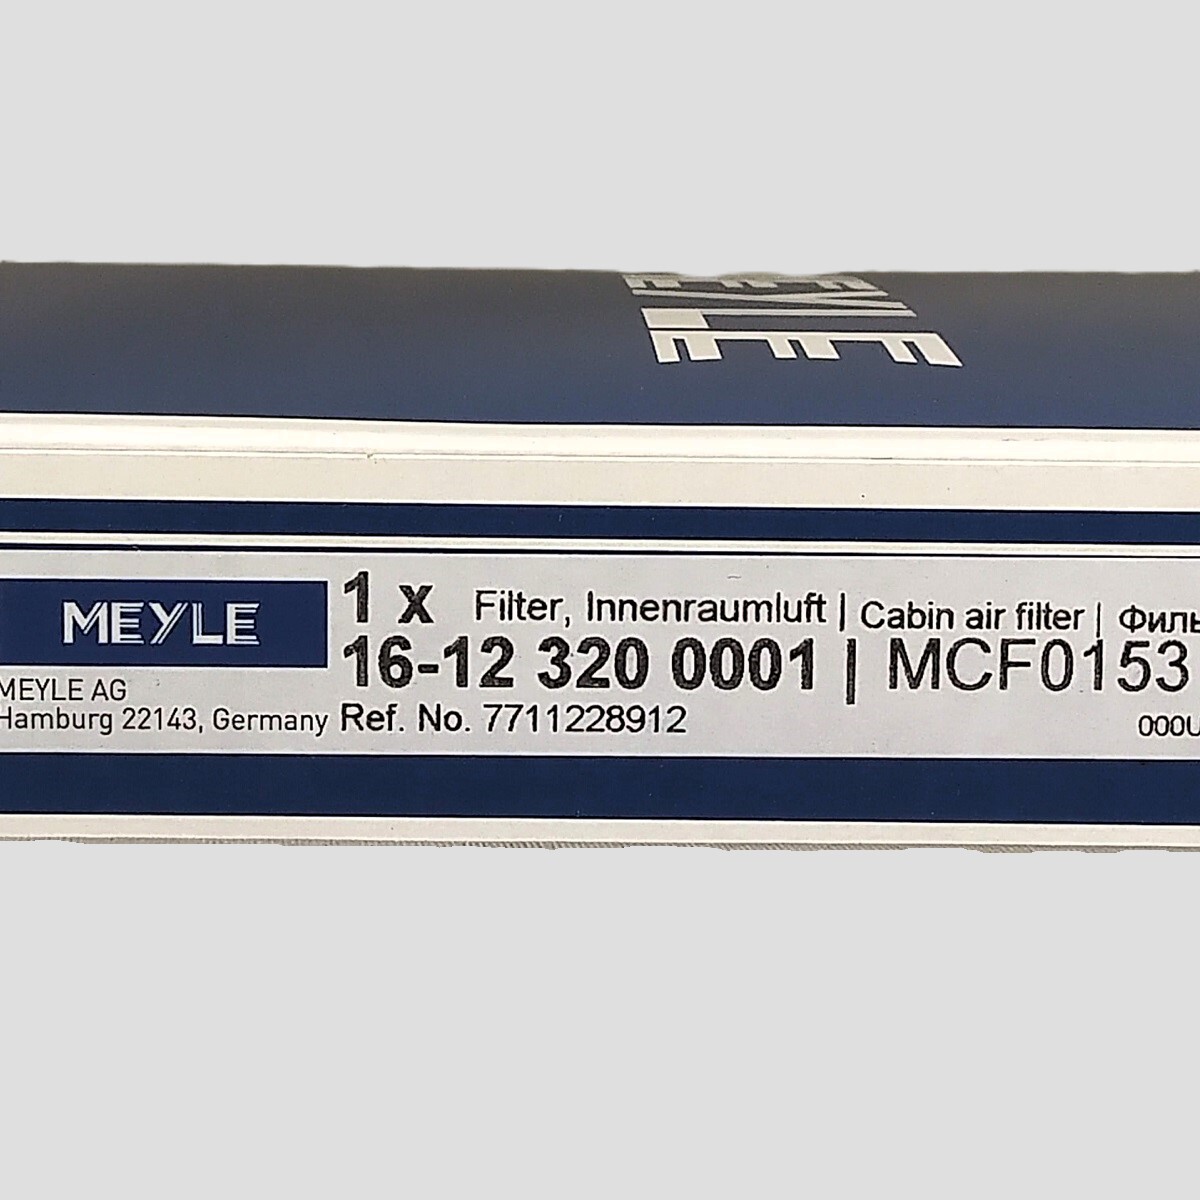 MEYLE
MEYLE
MEYLE AG
Hamburg 22143, Germany
1 x Filter, Innenraumluft | Cabin air filter |
16-12 320 0001 | MCF0153
Ref. No. 7711228912